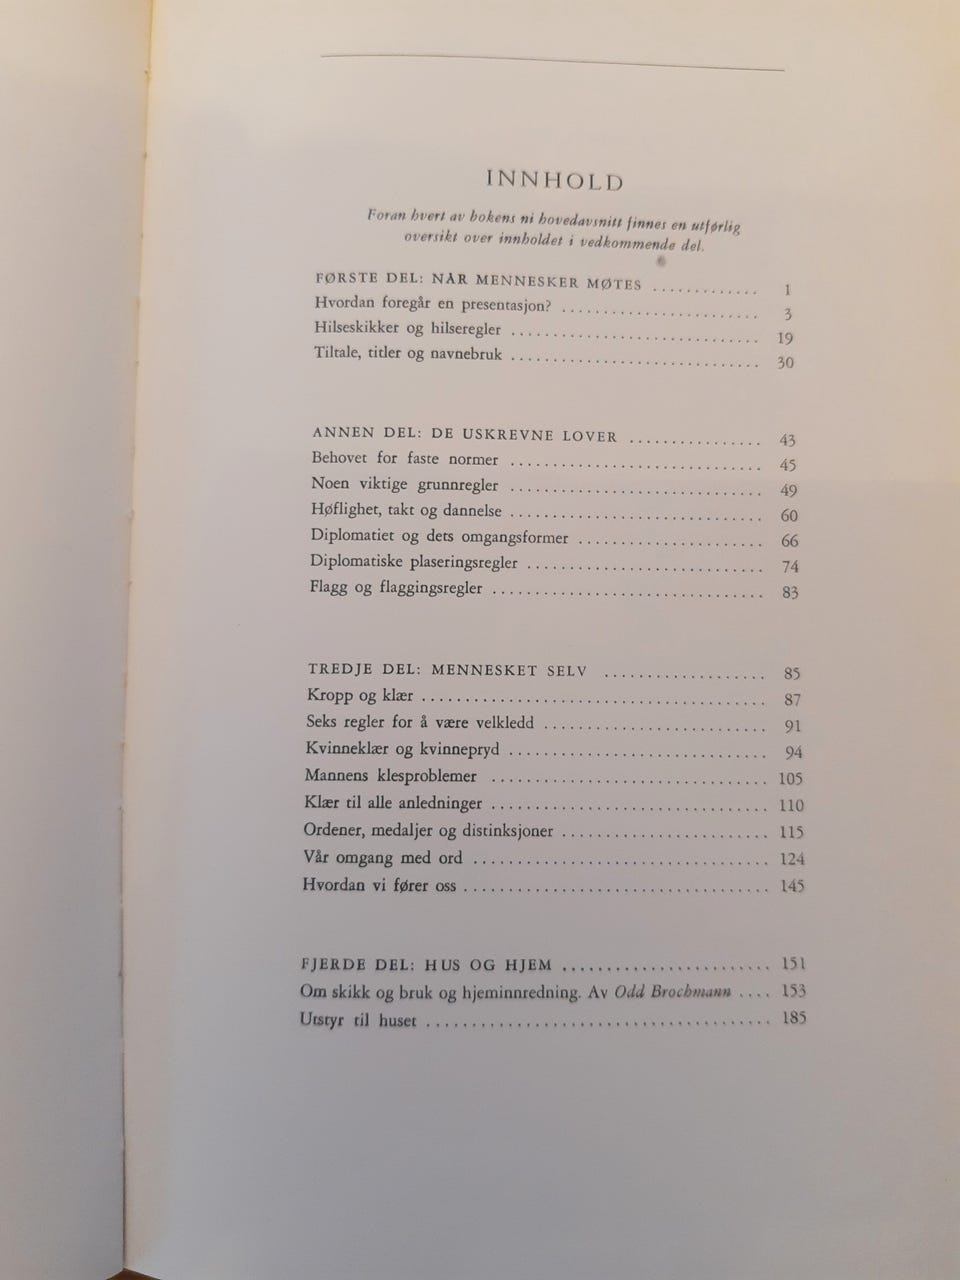 INNHOLD
Foran hvert av bokens ni hovedavsnitt finnes en utførlig
oversikt over innholdet i vedkommende del.
FØRSTE DEL: NÅR MENNESKER MØTES ............. 1
Hvordan foregår en presentasjon? ........................ 3
Hilseskikker og hilseregler .............................. 19
Tiltale, titler og navnebruk .............................. 30
ANNEN DEL: DE USKREVNE LOVER ................ 43
Behovet for faste normer ............................... 45
Noen viktige grunnregler ............................... 49
Høflighet, takt og dannelse ............................... 60
Diplomatiet og dets omgangsformer ...................... 66
Diplomatiske plaseringsregler ............................. 74
Flagg og flaggingsregler ................................. 83
TREDJE DEL: MENNESKET SELV ................... 85
Kropp og klær .......................................... 87
Seks regler for å være velkledd ........................... 91
Kvinneklær og kvinnepryd ................................ 94
Mannens klesproblemer .................................. 105
Klær til alle anledninger .................................. 110
Ordener, medaljer og distinksjoner ........................ 115
Vår omgang med ord .................................... 124
Hvordan vi fører oss ..................................... 145
FJERDE DEL: HUS OG HJEM ........................ 151
Om skikk og bruk og hjeminnredning. Av Odd Brochmann .... 153
Utstyr til huset .......................................... 185